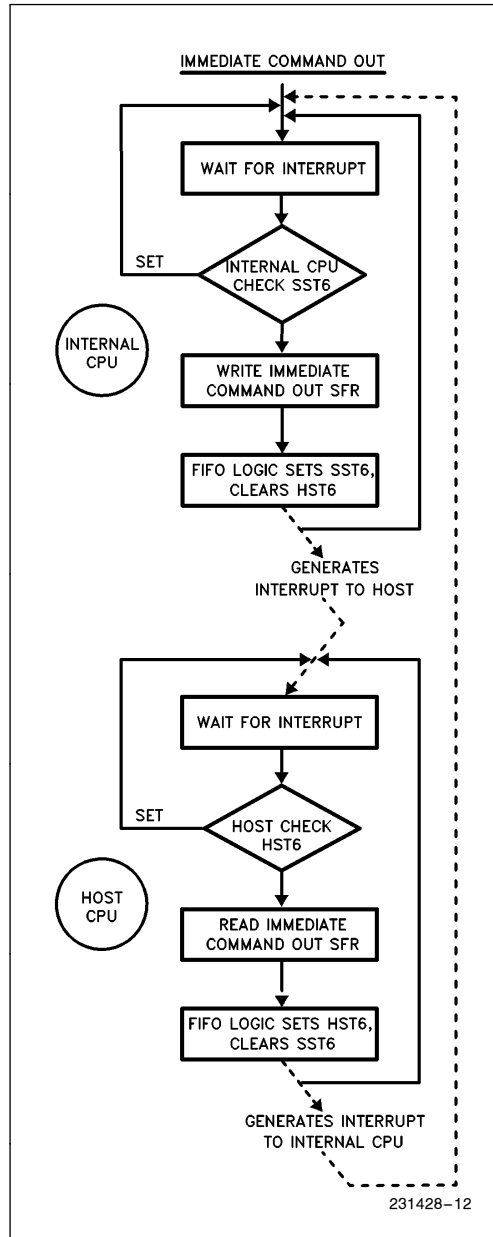 IMMEDIATE COMMAND OUT
WAIT FOR INTERRUPT
SET
INTERNAL CPU
CHECK SST6
INTERNAL
CPU
WRITE IMMEDIATE
COMMAND OUT SFR
FIFO LOGIC SETS SST6,
CLEARS HST6
GENERATES
INTERRUPT TO HOST
WAIT FOR INTERRUPT
SET
HOST CHECK
HST6
HOST
CPU
READ IMMEDIATE
COMMAND OUT SFR
FIFO LOGIC SETS HST6,
CLEARS SST6
GENERATES INTERRUPT
TO INTERNAL CPU
231428–12